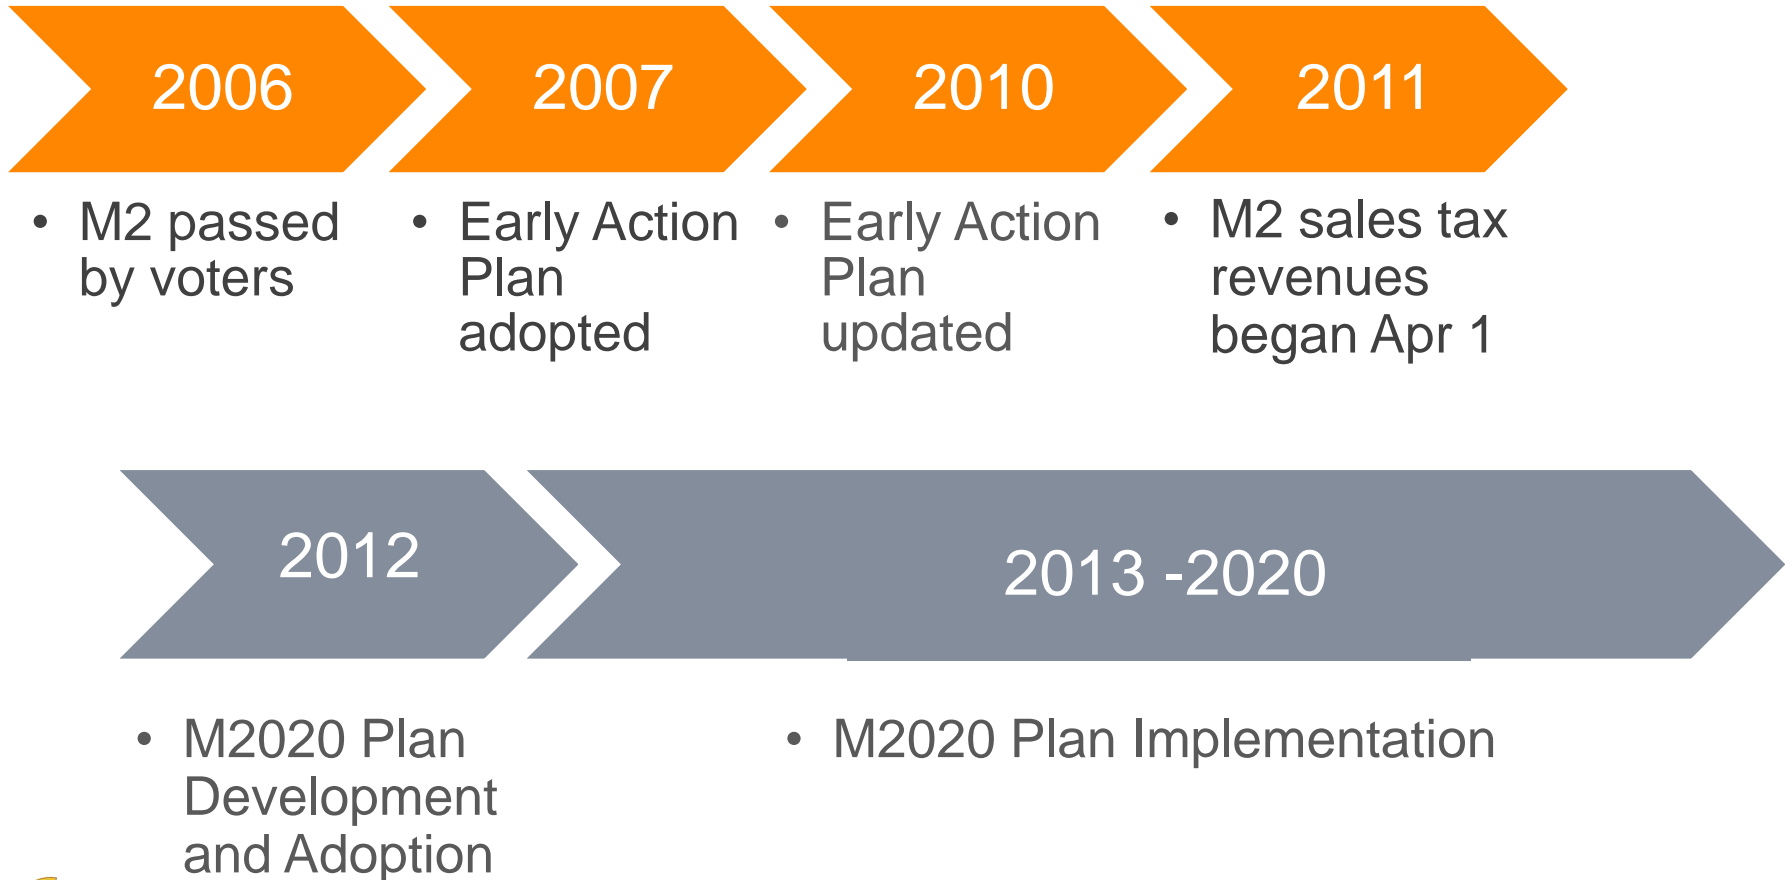 2006
2007
2010
2011
• M2 passed
by voters
• Early Action
Plan
adopted
• Early Action
Plan
updated
• M2 sales tax
revenues
began Apr 1
2012
2013 -2020
• M2020 Plan
Development
and Adoption
• M2020 Plan Implementation